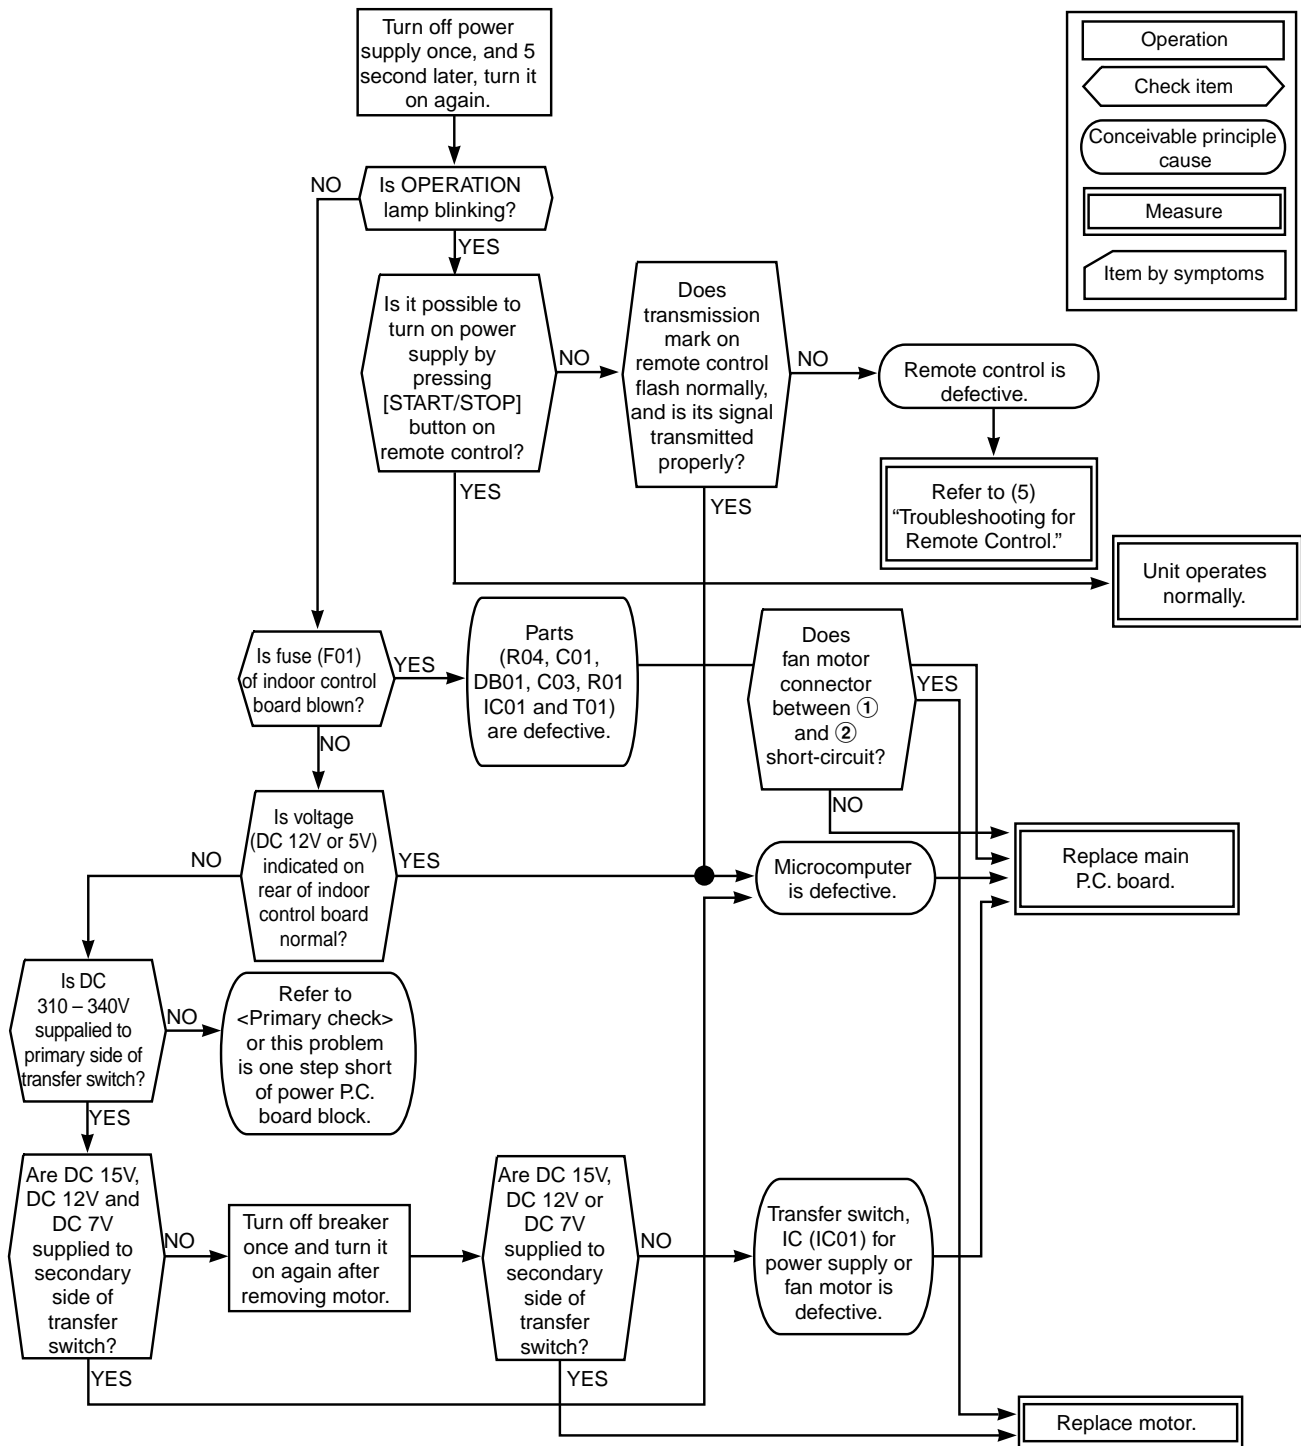 Turn off power
supply once, and 5
second later, turn it
on again.
Operation
Check item
Conceivable principle
cause
Measure
Item by symptoms
NO
Is OPERATION
lamp blinking?
YES
Is it possible to
turn on power
supply by
pressing
[START/STOP]
button on
remote control?
NO
Does
transmission
mark on
remote control
flash normally,
and is its signal
transmitted
properly?
NO
Remote control is
defective.
YES
YES
Refer to (5)
“Troubleshooting for
Remote Control.”
Unit operates
normally.
Is fuse (F01)
of indoor control
board blown?
YES
Parts
(R04, C01,
DB01, C03, R01
IC01 and T01)
are defective.
Does
fan motor
connector
between ①
and ②
short-circuit?
YES
NO
NO
Is voltage
(DC 12V or 5V)
indicated on
rear of indoor
control board
normal?
NO
YES
Microcomputer
is defective.
Replace main
P.C. board.
Is DC
310 – 340V
suppalied to
primary side of
transfer switch?
NO
Refer to
<Primary check>
or this problem
is one step short
of power P.C.
board block.
YES
Are DC 15V,
DC 12V and
DC 7V
supplied to
secondary
side of
transfer
switch?
NO
Turn off breaker
once and turn it
on again after
removing motor.
Are DC 15V,
DC 12V or
DC 7V
supplied to
secondary
side of
transfer
switch?
NO
Transfer switch,
IC (IC01) for
power supply or
fan motor is
defective.
YES
YES
Replace motor.